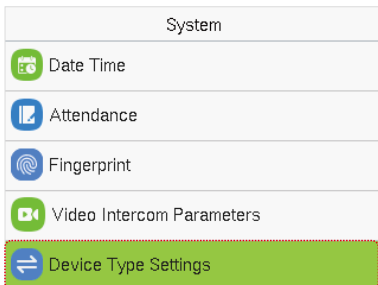 System
Date Time
Attendance
Fingerprint
Video Intercom Parameters
Device Type Settings